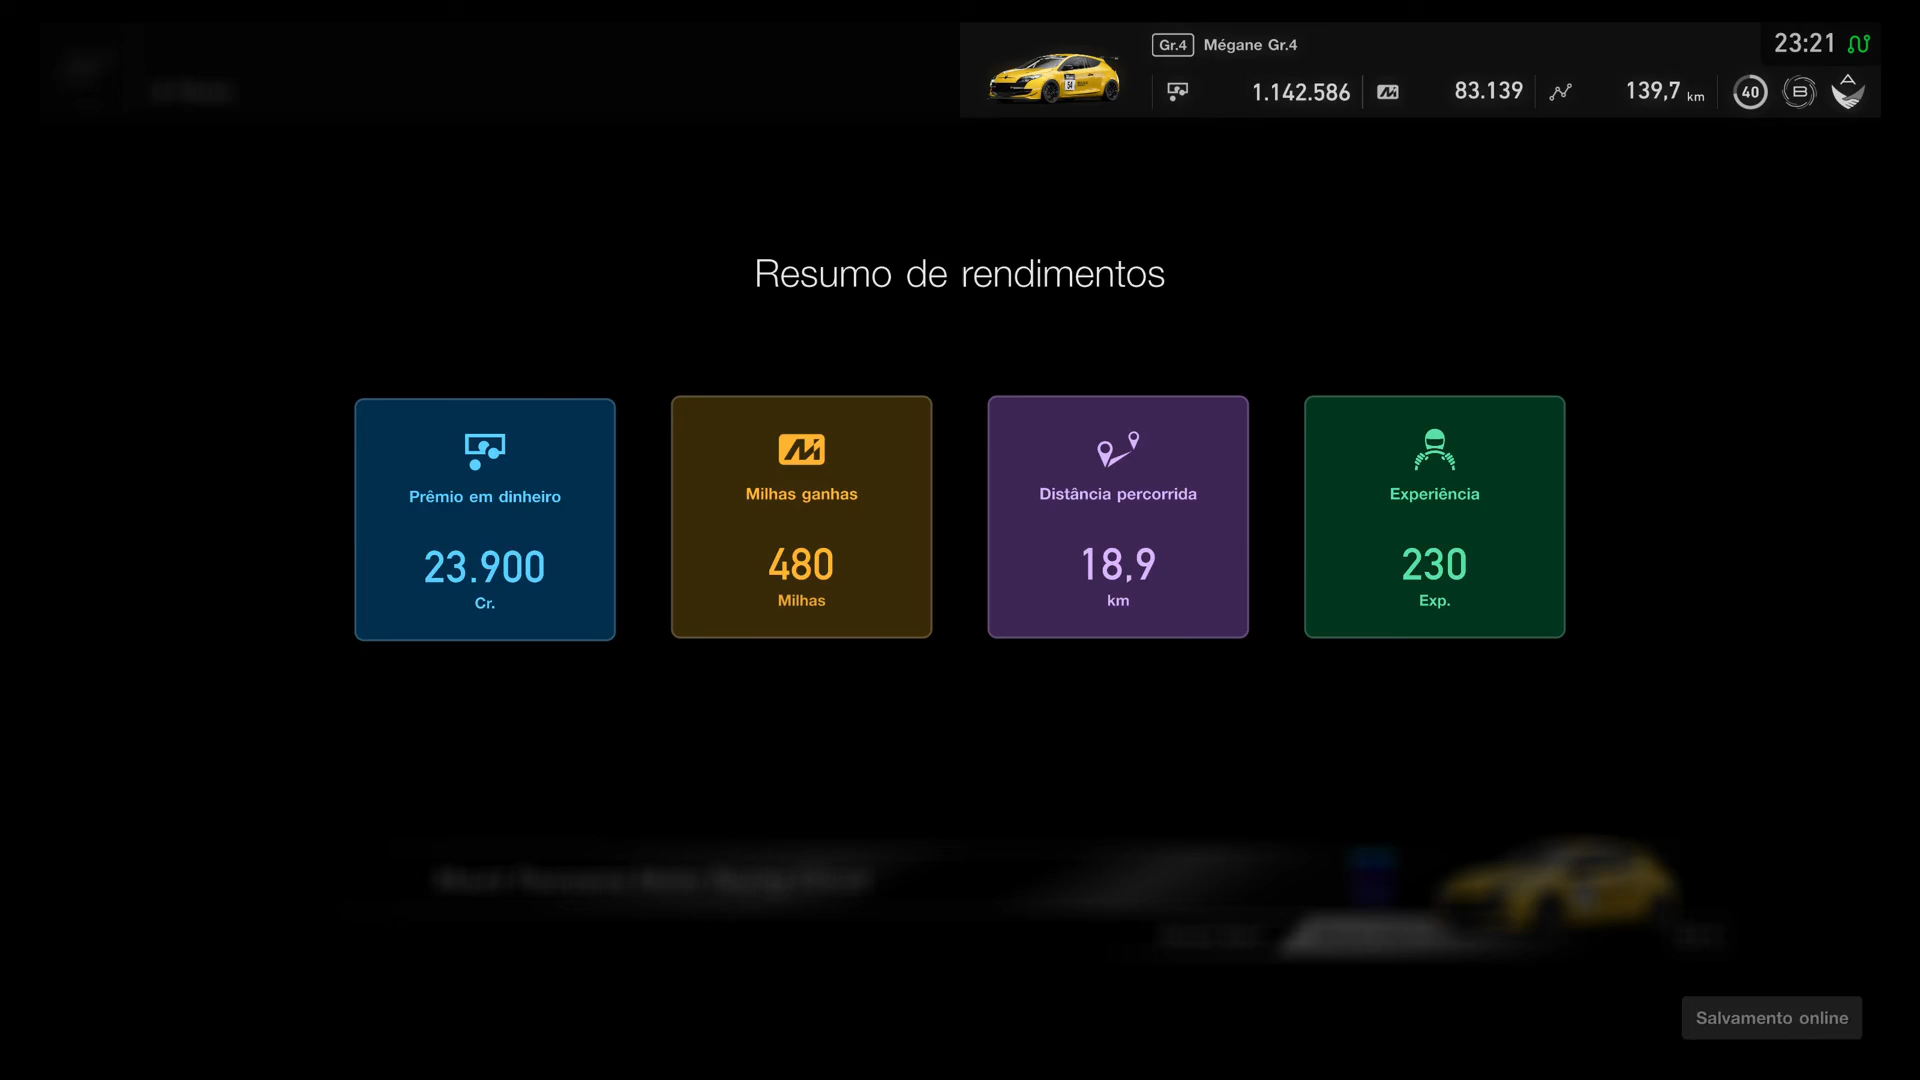 Gr.4 Mégane Gr.4
23:21
1.142.586
83.139
139,7 km
40
B
A
Resumo de rendimentos
Prêmio em dinheiro
23.900
Cr.
Milhas ganhas
480
Milhas
Distância percorrida
18,9
km
Experiência
230
Exp.
Salvamento online